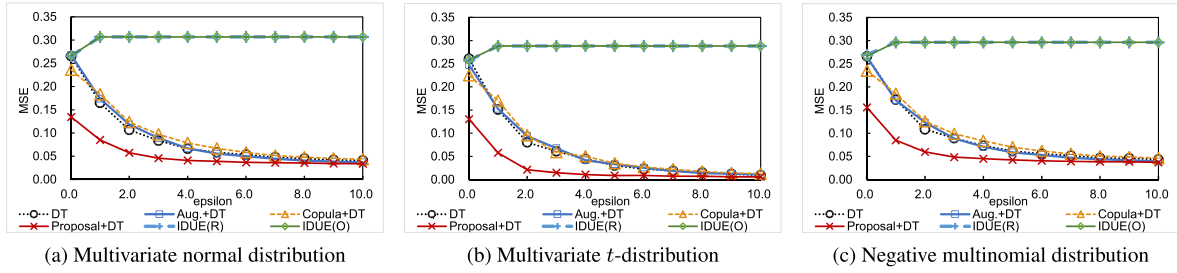 0.35
0.30
0.25
0.20
0.15
0.10
0.05
0.00
MSE
0.0 2.0 4.0 6.0 8.0 10.0
epsilon
DT Aug.+DT Copula+DT
Proposal+DT IDUE(R) IDUE(O)
(a) Multivariate normal distribution
0.35
0.30
0.25
0.20
0.15
0.10
0.05
0.00
MSE
0.0 2.0 4.0 6.0 8.0 10.0
epsilon
DT Aug.+DT Copula+DT
Proposal+DT IDUE(R) IDUE(O)
(b) Multivariate t-distribution
0.35
0.30
0.25
0.20
0.15
0.10
0.05
0.00
MSE
0.0 2.0 4.0 6.0 8.0 10.0
epsilon
DT Aug.+DT Copula+DT
Proposal+DT IDUE(R) IDUE(O)
(c) Negative multinomial distribution